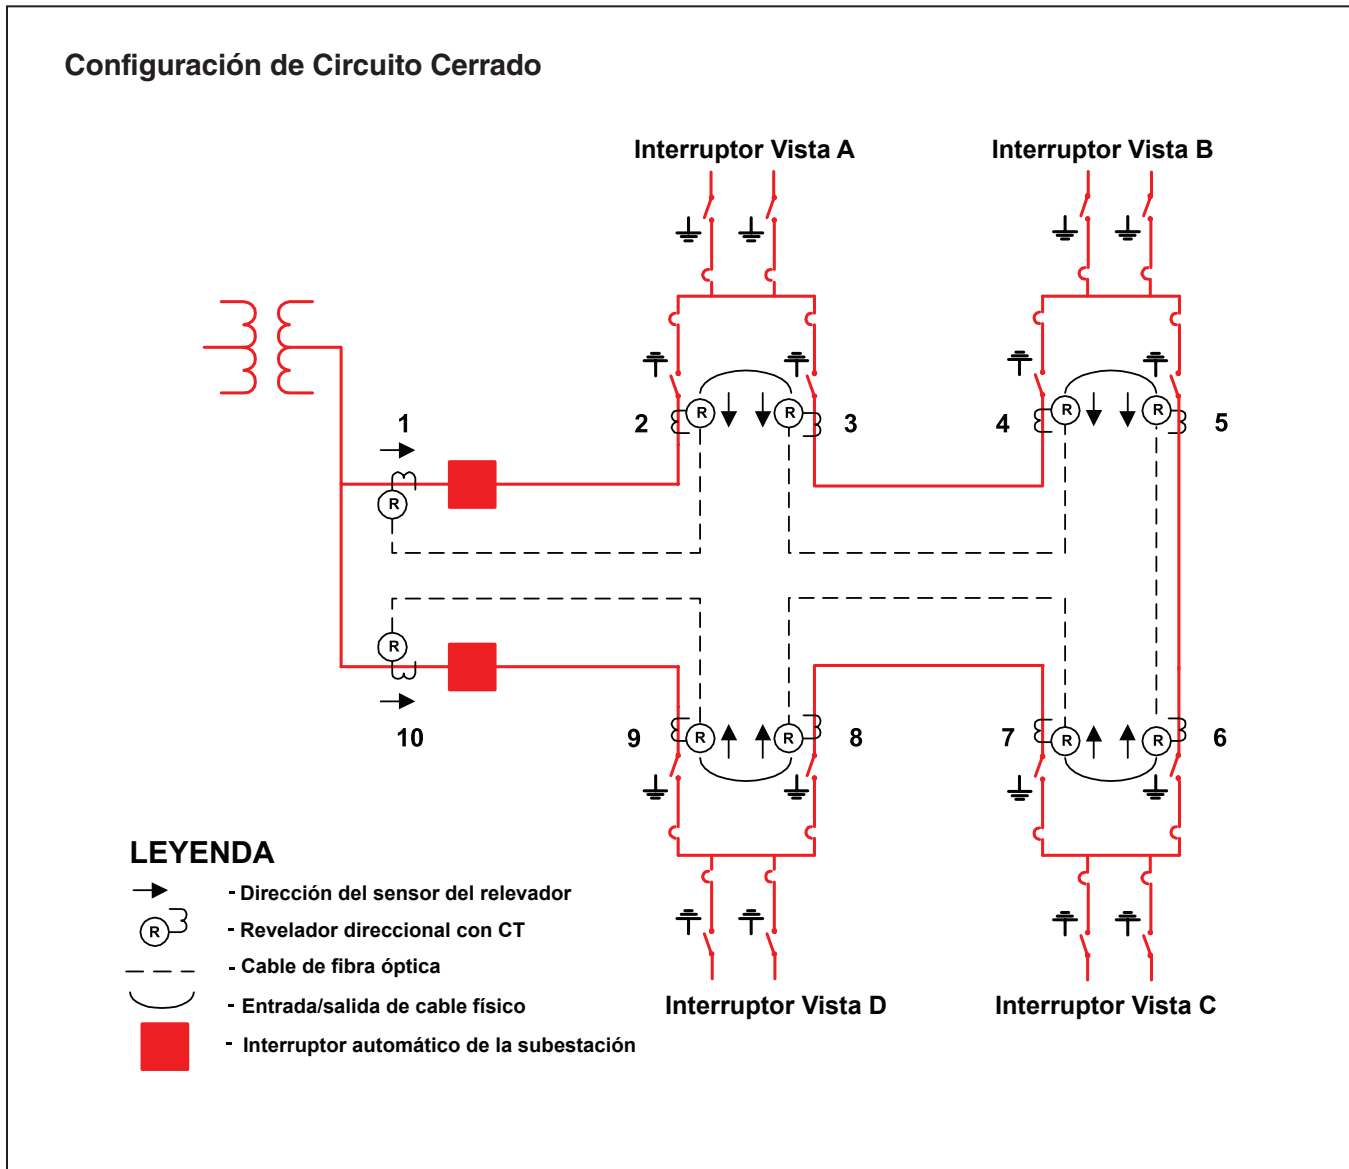 Configuración de Circuito Cerrado
Interruptor Vista A
Interruptor Vista B
1
2
3
4
5
R
R
R
R
R
R
R
R
R
R
10
9
8
7
6
LEYENDA
- Dirección del sensor del relevador
R
- Revelador direccional con CT
- Cable de fibra óptica
- Entrada/salida de cable físico
- Interruptor automático de la subestación
Interruptor Vista D
Interruptor Vista C